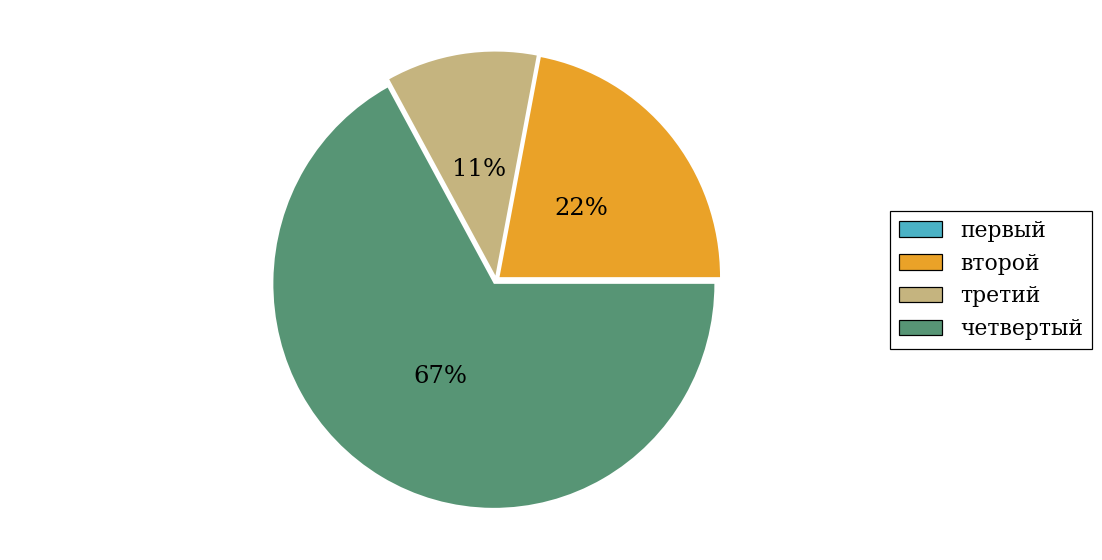 11%
22%
67%
первый
второй
третий
четвертый